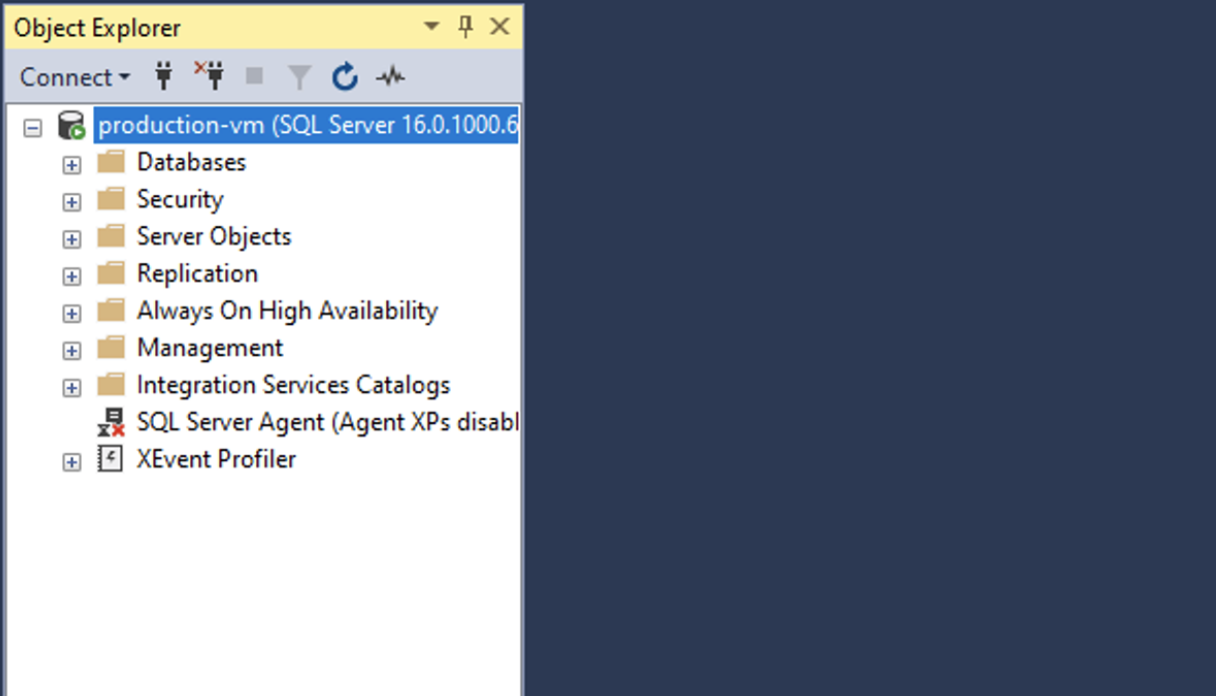 Object Explorer
Connect
production-vm (SQL Server 16.0.1000.6
Databases
Security
Server Objects
Replication
Always On High Availability
Management
Integration Services Catalogs
SQL Server Agent (Agent XPs disabl
XEvent Profiler